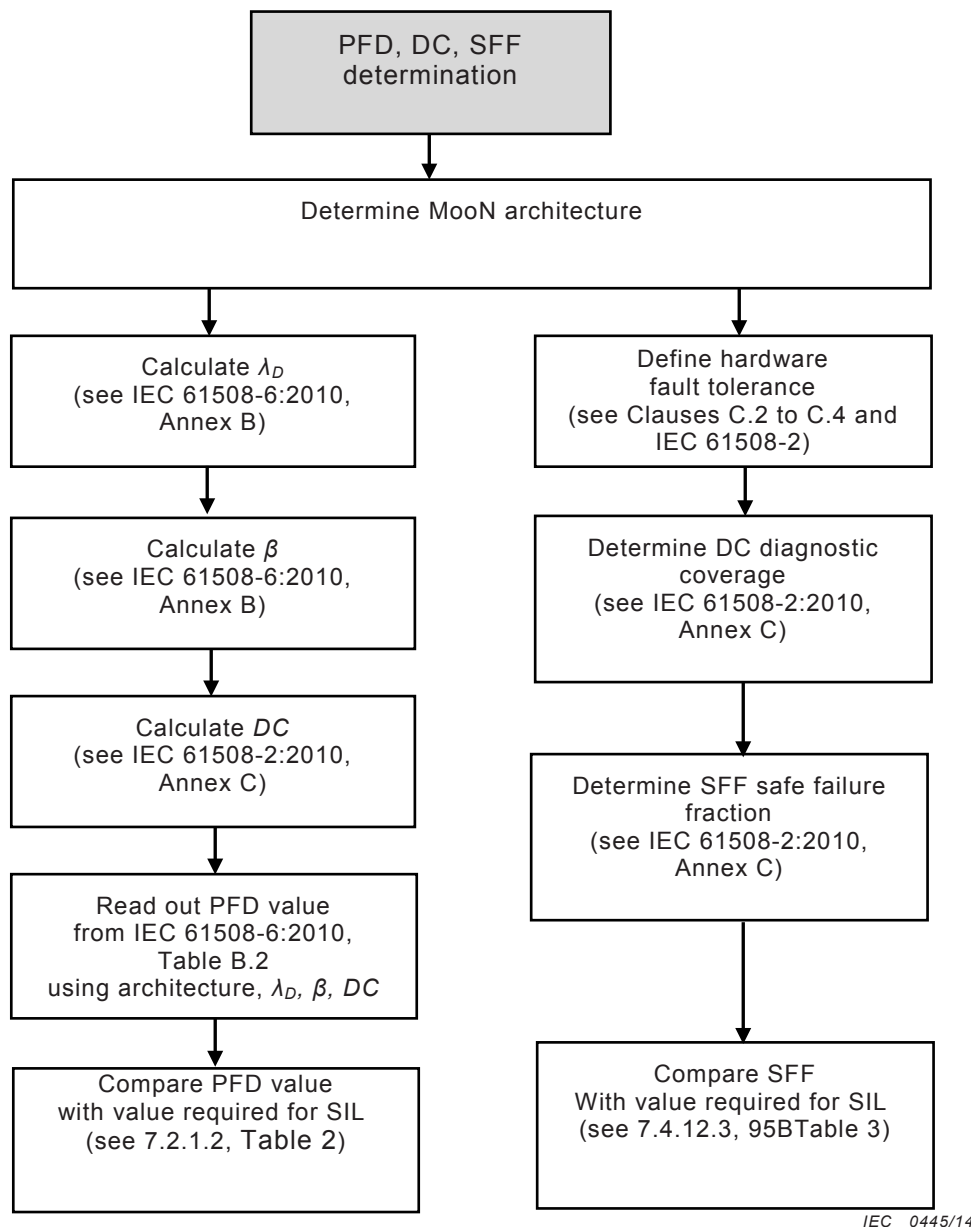 PFD, DC, SFF
determination
Determine MooN architecture
Calculate λD
(see IEC 61508-6:2010,
Annex B)
Calculate β
(see IEC 61508-6:2010,
Annex B)
Calculate DC
(see IEC 61508-2:2010,
Annex C)
Read out PFD value
from IEC 61508-6:2010,
Table B.2
using architecture, λD, β, DC
Compare PFD value
with value required for SIL
(see 7.2.1.2, Table 2)
Define hardware
fault tolerance
(see Clauses C.2 to C.4 and
IEC 61508-2)
Determine DC diagnostic
coverage
(see IEC 61508-2:2010,
Annex C)
Determine SFF safe failure
fraction
(see IEC 61508-2:2010,
Annex C)
Compare SFF
With value required for SIL
(see 7.4.12.3, 95BTable 3)
IEC 0445/14